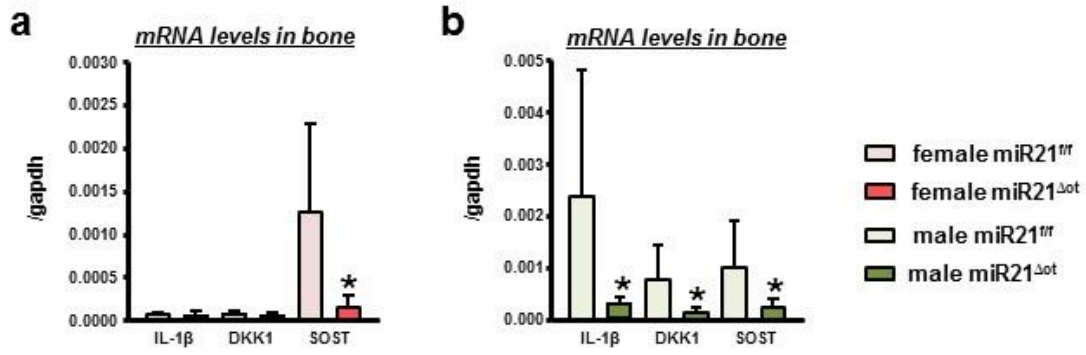 a
mRNA levels in bone
0.0030
0.0025
0.0020
0.0015
0.0010
0.0005
0.0000
/gapdh
*
IL-1β DKK1 SOST
b
mRNA levels in bone
0.005
0.004
0.003
0.002
0.001
0.000
/gapdh
* * *
IL-1β DKK1 SOST
female miR21f/f
female miR21Δot
male miR21f/f
male miR21Δot